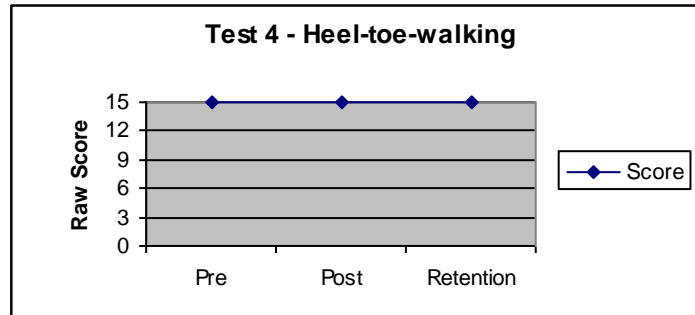 Test 4 - Heel-toe-walking
Raw Score
15
12
9
6
3
0
Pre Post Retention
Score